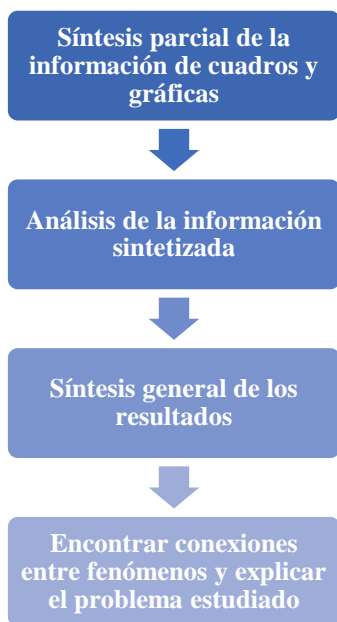 Síntesis parcial de la
información de cuadros y
gráficas
Análisis de la información
sintetizada
Síntesis general de los
resultados
Encontrar conexiones
entre fenómenos y explicar
el problema estudiado